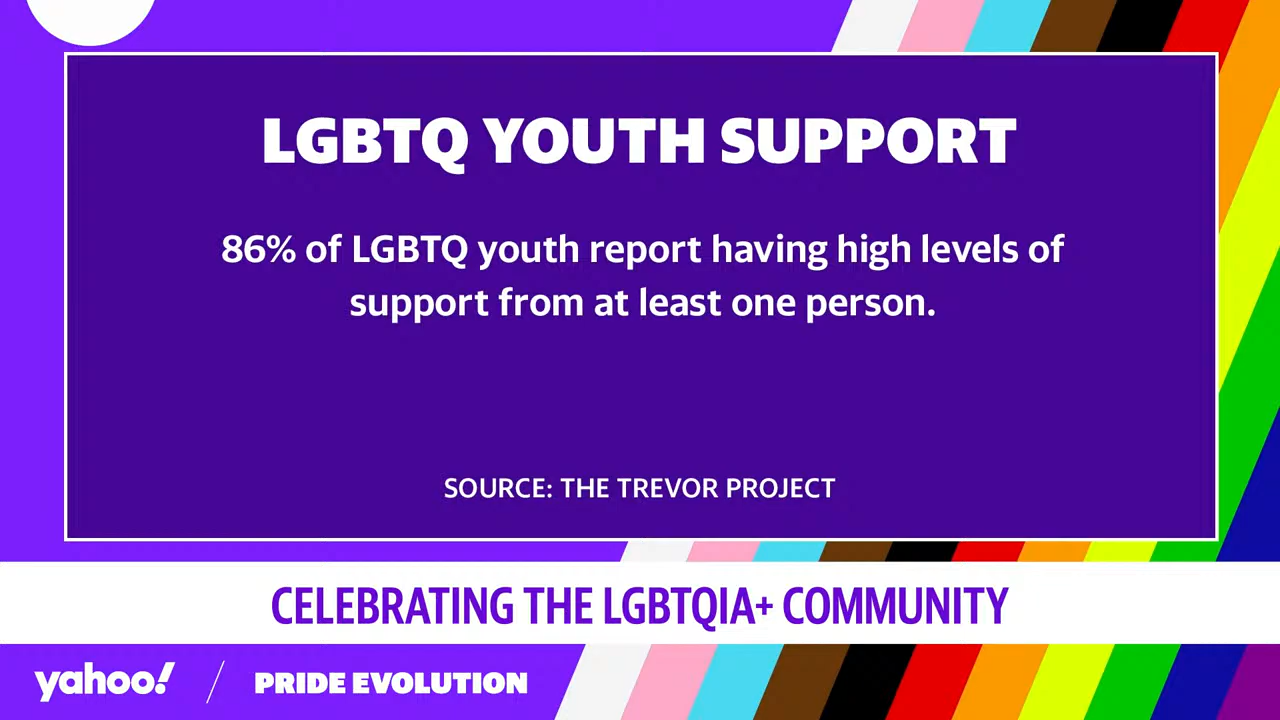 LGBTQ YOUTH SUPPORT
86% of LGBTQ youth report having high levels of
support from at least one person.
SOURCE: THE TREVOR PROJECT
CELEBRATING THE LGBTQIA+ COMMUNITY
yahoo! / PRIDE EVOLUTION